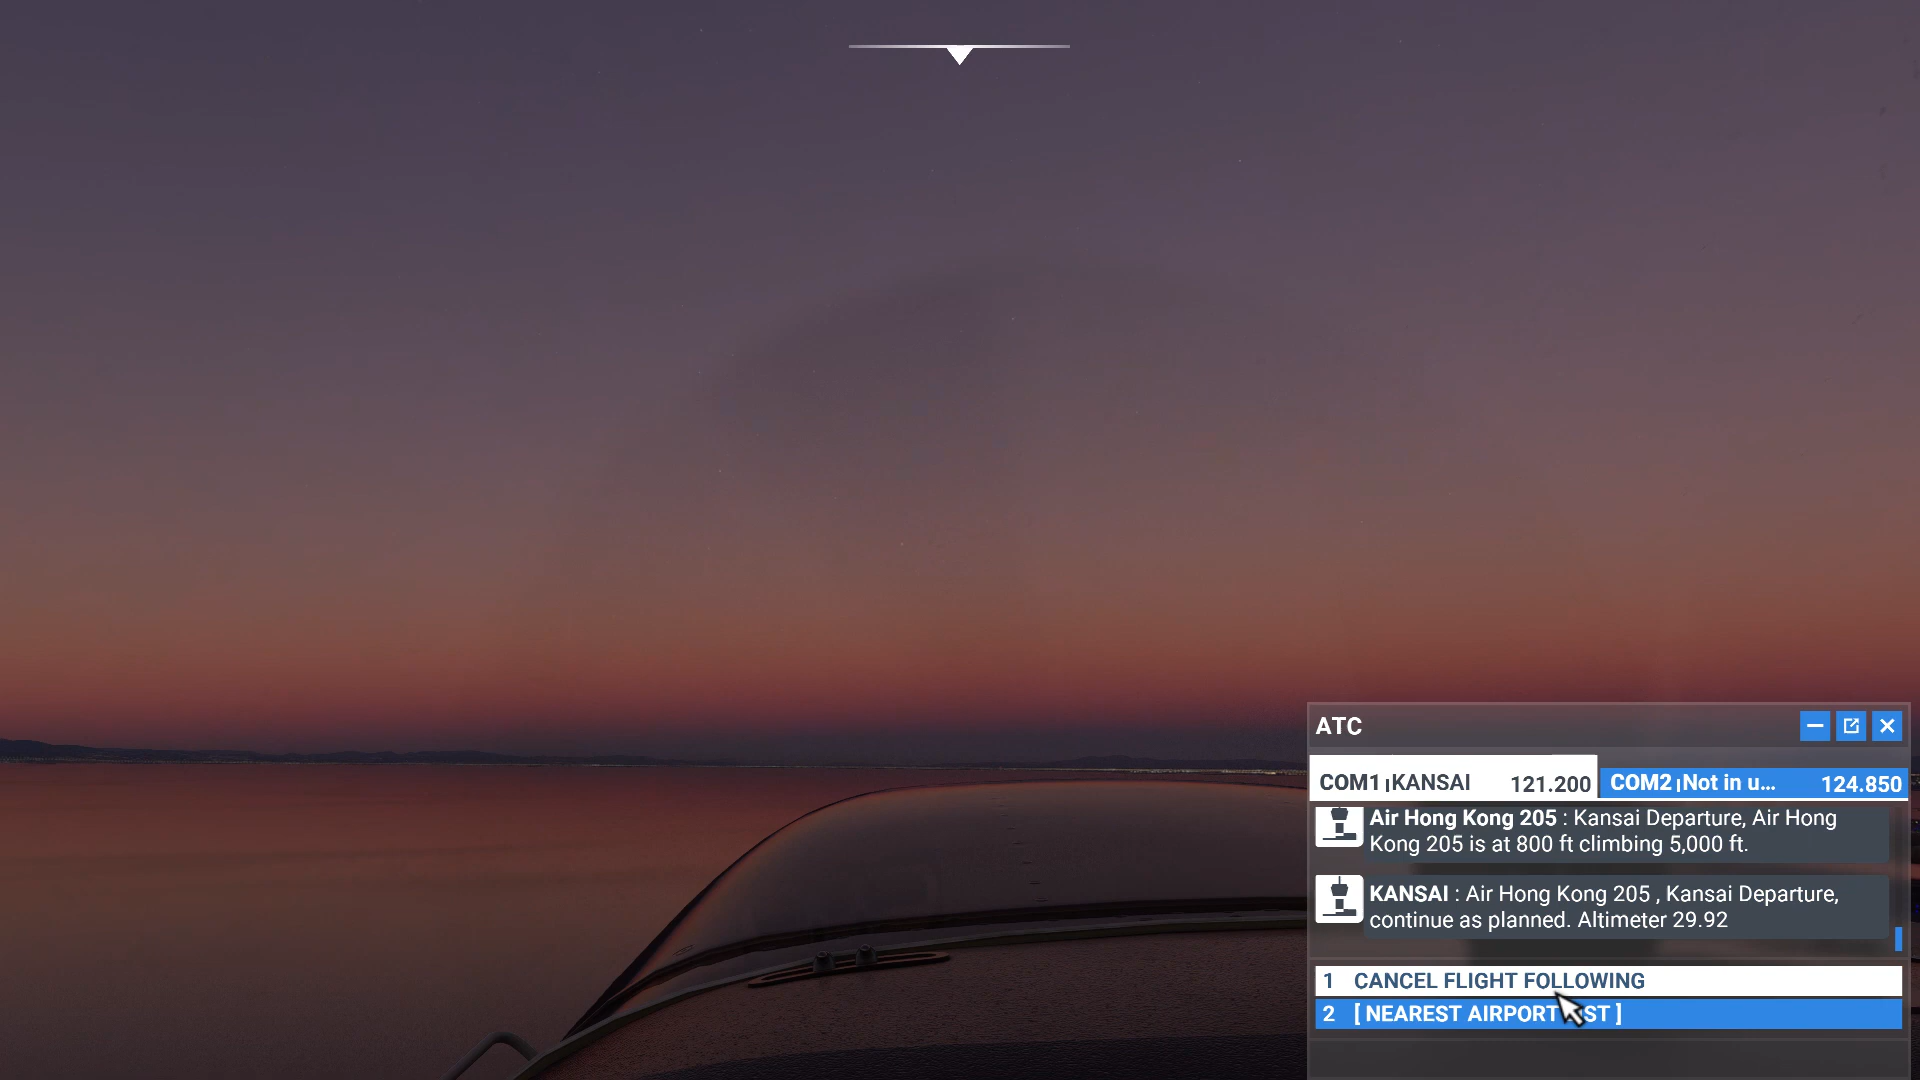 ATC
COM1 |KANSAI 121.200
COM2 |Not in u... 124.850
Air Hong Kong 205 : Kansai Departure, Air Hong
Kong 205 is at 800 ft climbing 5,000 ft.
KANSAI : Air Hong Kong 205 , Kansai Departure,
continue as planned. Altimeter 29.92
1 CANCEL FLIGHT FOLLOWING
2 [ NEAREST AIRPORT ST ]